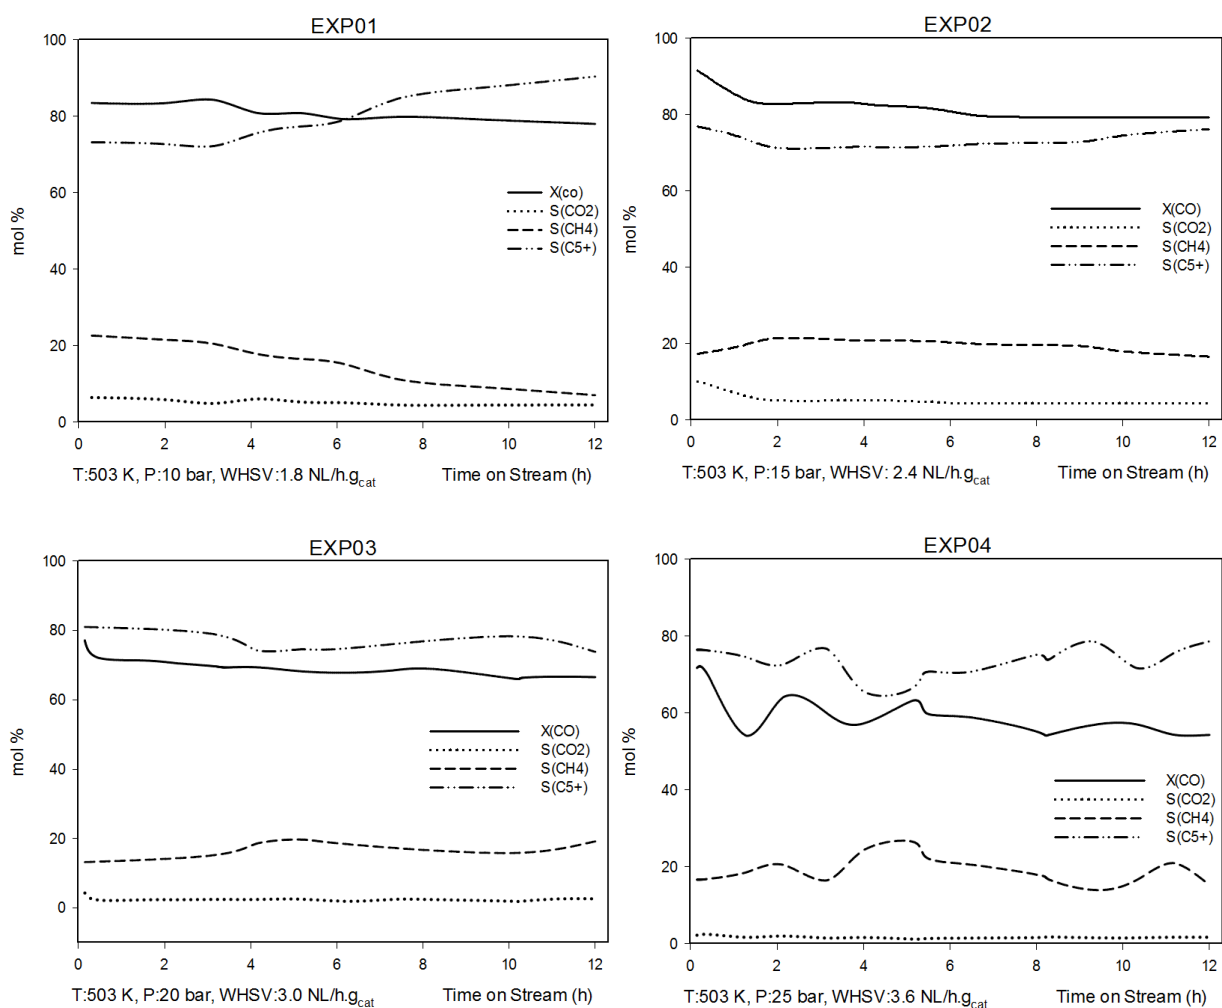 EXP01
100
80
60
40
20
0
mol %
X(co)
S(CO2)
S(CH4)
S(C5+)
0 2 4 6 8 10 12
T:503 K, P:10 bar, WHSV:1.8 NL/h.gcat Time on Stream (h)
EXP02
100
80
60
40
20
0
mol %
X(CO)
S(CO2)
S(CH4)
S(C5+)
0 2 4 6 8 10 12
T:503 K, P:15 bar, WHSV: 2.4 NL/h.gcat Time on Stream (h)
EXP03
100
80
60
40
20
0
mol %
X(CO)
S(CO2)
S(CH4)
S(C5+)
0 2 4 6 8 10 12
T:503 K, P:20 bar, WHSV:3.0 NL/h.gcat Time on Stream (h)
EXP04
100
80
60
40
20
0
mol %
X(CO)
S(CO2)
S(CH4)
S(C5+)
0 2 4 6 8 10 12
T:503 K, P:25 bar, WHSV:3.6 NL/h.gcat Time on Stream (h)